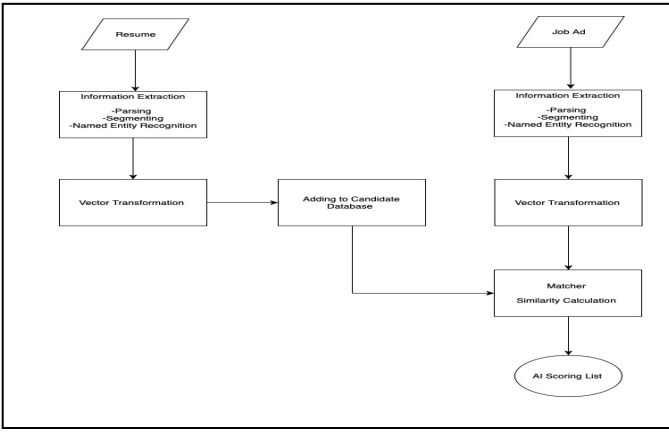 Resume
Information Extraction
-Parsing
-Segmenting
-Named Entity Recognition
Vector Transformation
Adding to Candidate
Database
Job Ad
Information Extraction
-Parsing
-Segmenting
-Named Entity Recognition
Vector Transformation
Matcher
Similarity Calculation
AI Scoring List